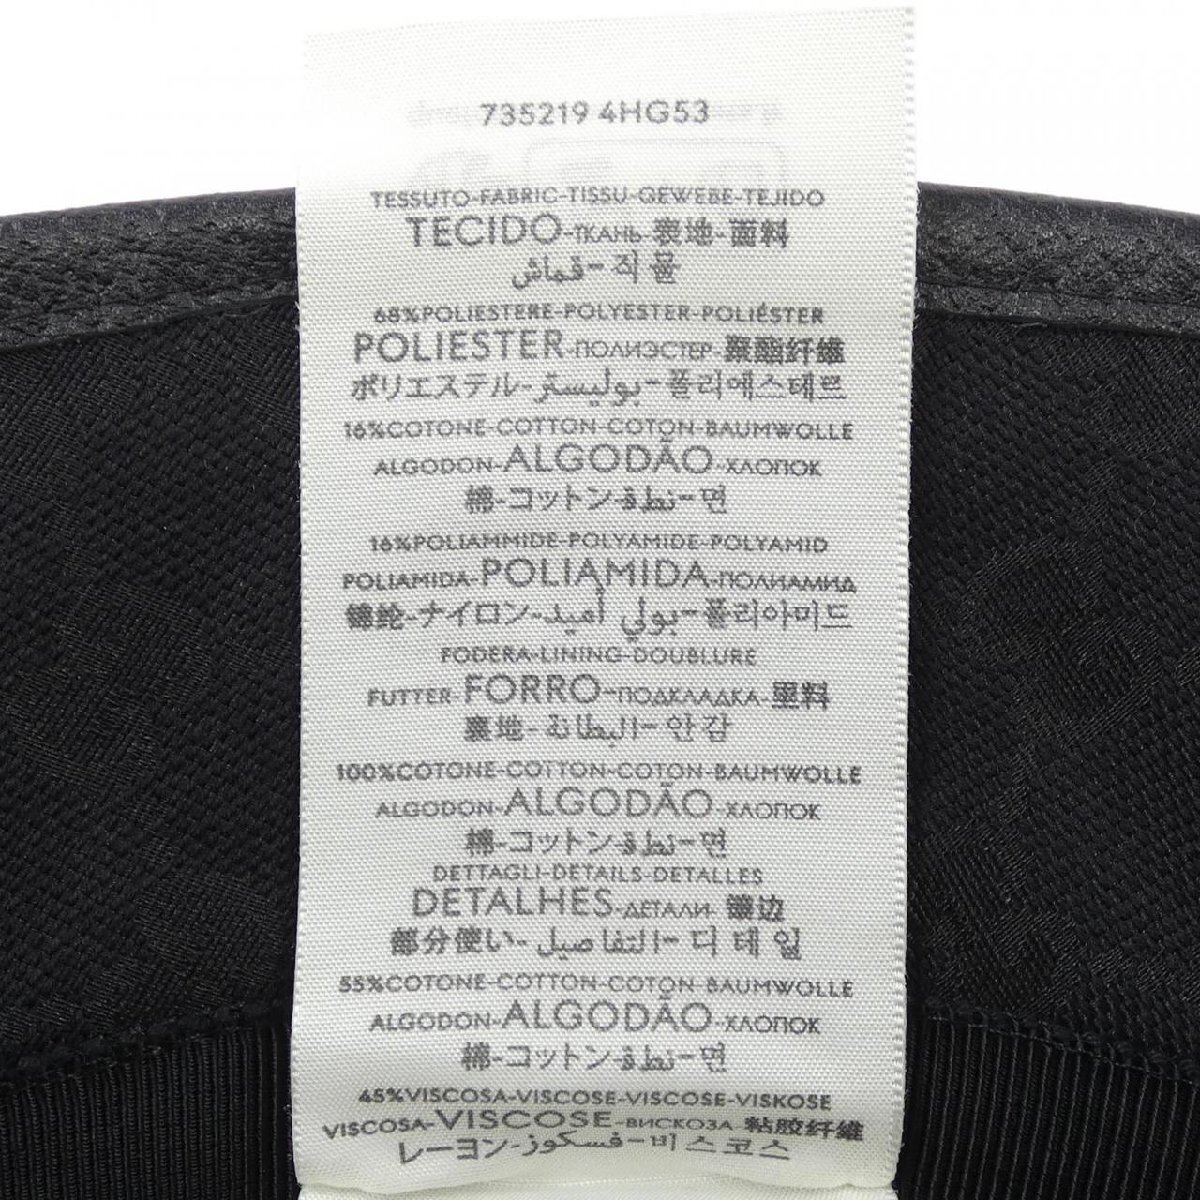 735219 4HG53
TESSUTO-FABRIC-TISSU-GEWEBE-TEJIDO
TECIDO-ТКАНЬ-表地-面料
قماش-직물
68%POLIESTERE-POLYESTER-POLIÉSTER
POLIESTER-ПОЛИЭСТЕР-聚酯纤维
ポリエステル-بوليستر-폴리에스테르
16%COTONE-COTTON-COTON-BAUMWOLLE
ALGODON-ALGODÃO-ХЛОПОК
棉-コットン-قطن-면
16%POLIAMMIDE-POLYAMIDE-POLYAMID
POLIAMIDA-POLIAMIDA-ПОЛИАМИД
锦纶-ナイロン-بولي أميد-폴리아미드
FODERA-LINING-DOUBLURE
FUTTER-FORRO-ПОДКЛАДКА-里料
裏地-البطانة-안감
100%COTONE-COTTON-COTON-BAUMWOLLE
ALGODON-ALGODÃO-ХЛОПОК
棉-コットン-قطن-면
DETTAGLI-DETAILS-DETALLES
DETALHES-ДЕТАЛИ-镶边
部分使い-التفاصيل-디테일
55%COTONE-COTTON-COTON-BAUMWOLLE
ALGODON-ALGODÃO-ХЛОПОК
棉-コットン-قطن-면
45%VISCOSA-VISCOSE-VISCOSE-VISKOSE
VISCOSA-VISCOSE-ВИСКОЗА-粘胶纤维
レーヨン-فسكوز-비스코스